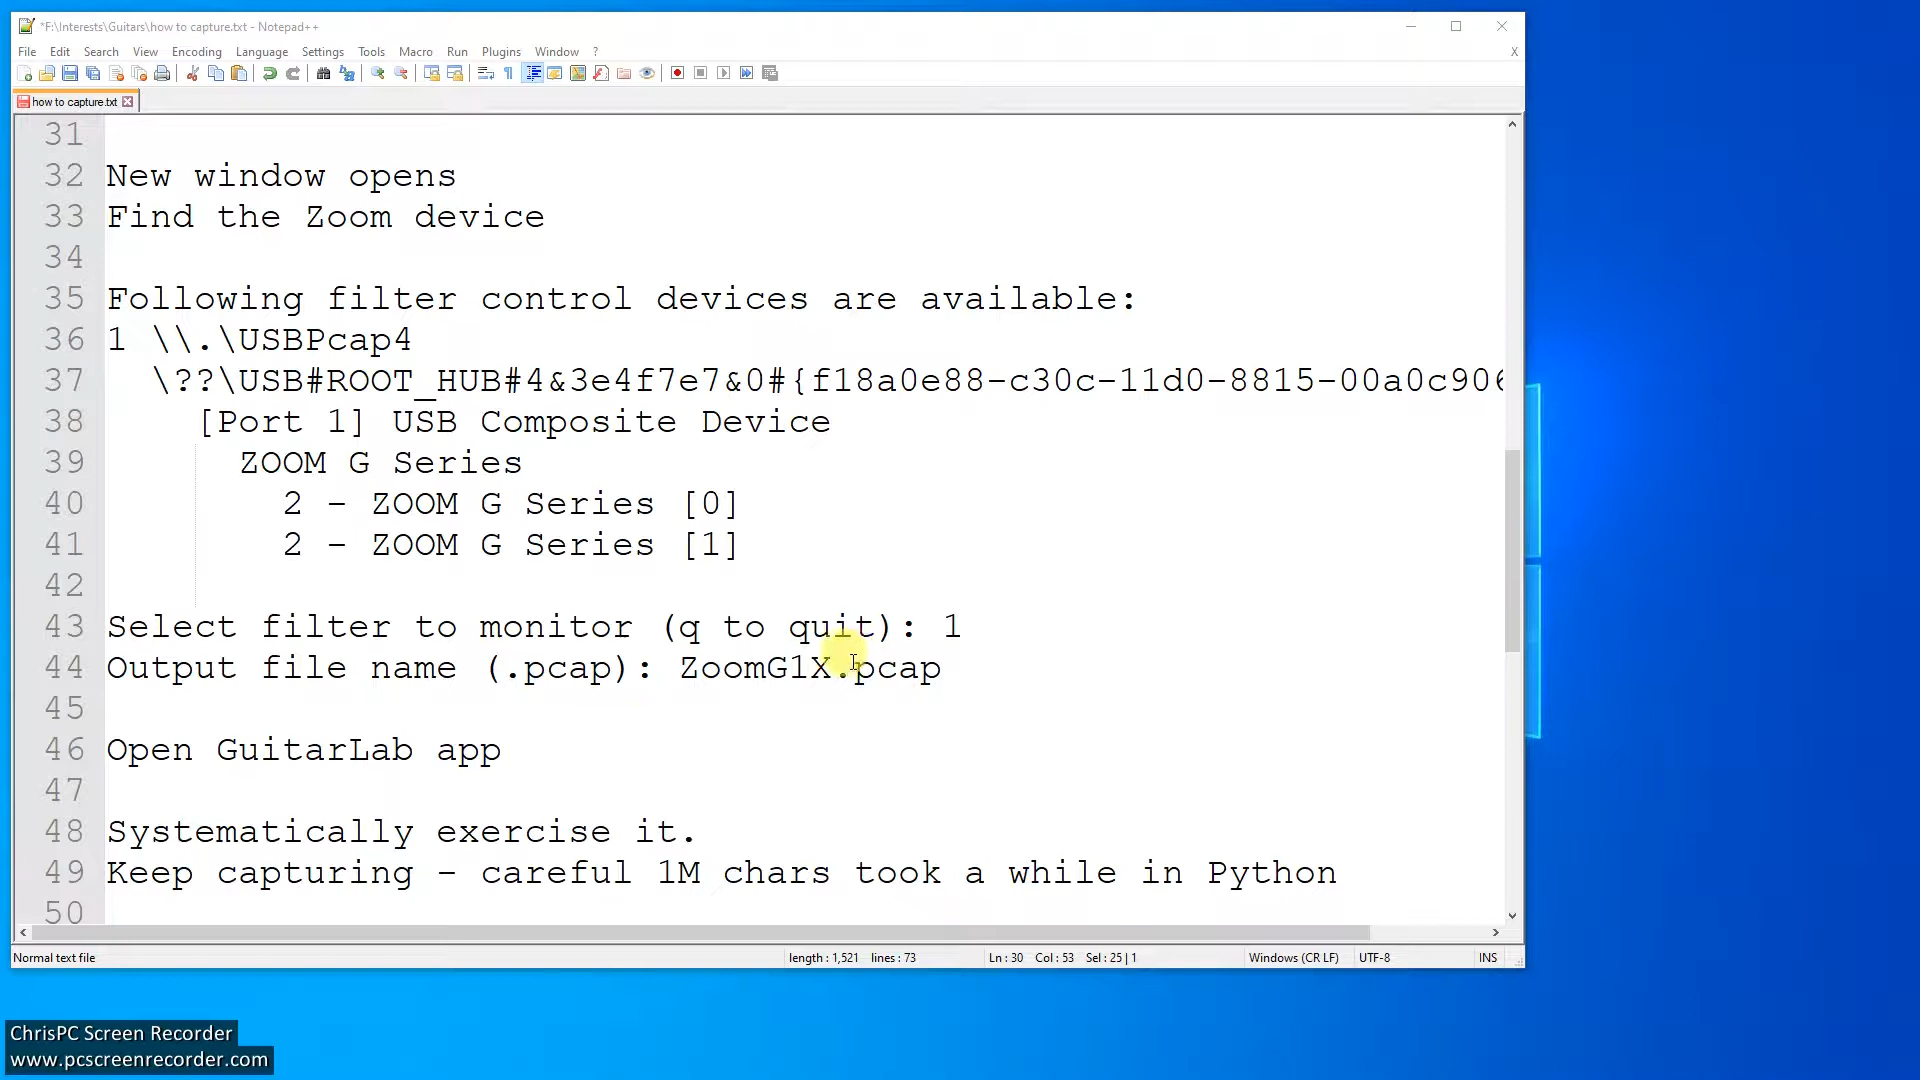 *F:\Interests\Guitars\how to capture.txt - Notepad++
File Edit Search View Encoding Language Settings Tools Macro Run Plugins Window ? X
how to capture.txt
31
32 New window opens
33 Find the Zoom device
34
35 Following filter control devices are available:
36 1 \\.\USBPcap4
37 \??\USB#ROOT_HUB#4&3e4f7e7&0#{f18a0e88-c30c-11d0-8815-00a0c906
38 [Port 1] USB Composite Device
39 ZOOM G Series
40 2 - ZOOM G Series [0]
41 2 - ZOOM G Series [1]
42
43 Select filter to monitor (q to quit): 1
44 Output file name (.pcap): ZoomG1X.pcap
45
46 Open GuitarLab app
47
48 Systematically exercise it.
49 Keep capturing - careful 1M chars took a while in Python
50
Normal text file length : 1,521 lines : 73 Ln : 30 Col : 53 Sel : 25 | 1 Windows (CR LF) UTF-8 INS
ChrisPC Screen Recorder
www.pcscreenrecorder.com